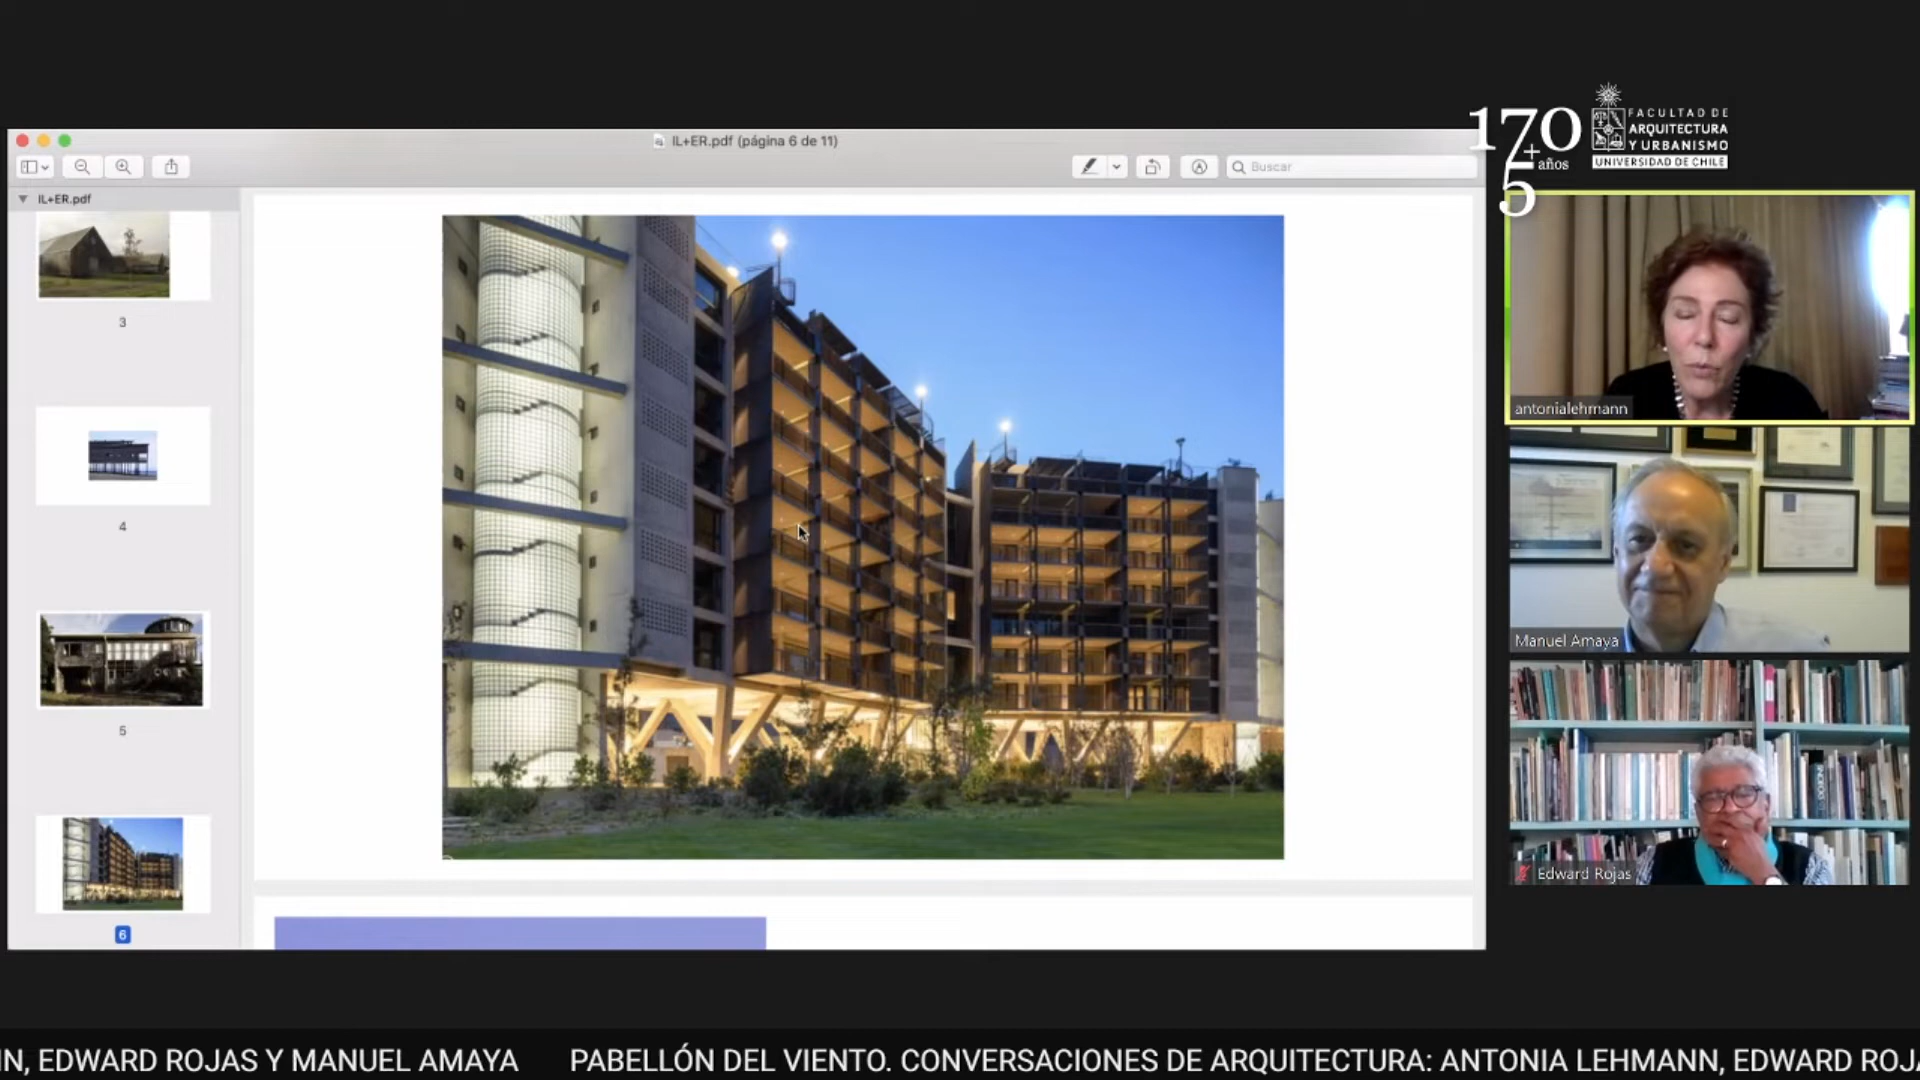 IL+ER.pdf (página 6 de 11)
Buscar
IL+ER.pdf
3
4
5
6
170
+
5
años
FACULTAD DE
ARQUITECTURA
Y URBANISMO
UNIVERSIDAD DE CHILE
antonialehmann
Manuel Amaya
Edward Rojas
NN, EDWARD ROJAS Y MANUEL AMAYA PABELLÓN DEL VIENTO. CONVERSACIONES DE ARQUITECTURA: ANTONIA LEHMANN, EDWARD ROJA